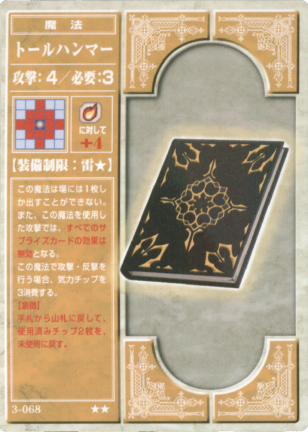 魔法
トールハンマー
攻撃:4/必要:3
に対して
+4
【装備制限:雷★】
この魔法は場には1枚し
か出すことができない。
また、この魔法を使用し
た攻撃では、すべてのサ
プライズカードの効果は
無効となる。
この魔法で攻撃・反撃を
行う場合、気力チップを
3消費する。
手札から山札に戻して、
使用済みチップ2枚を、
未使用に戻す。
3-068
★★